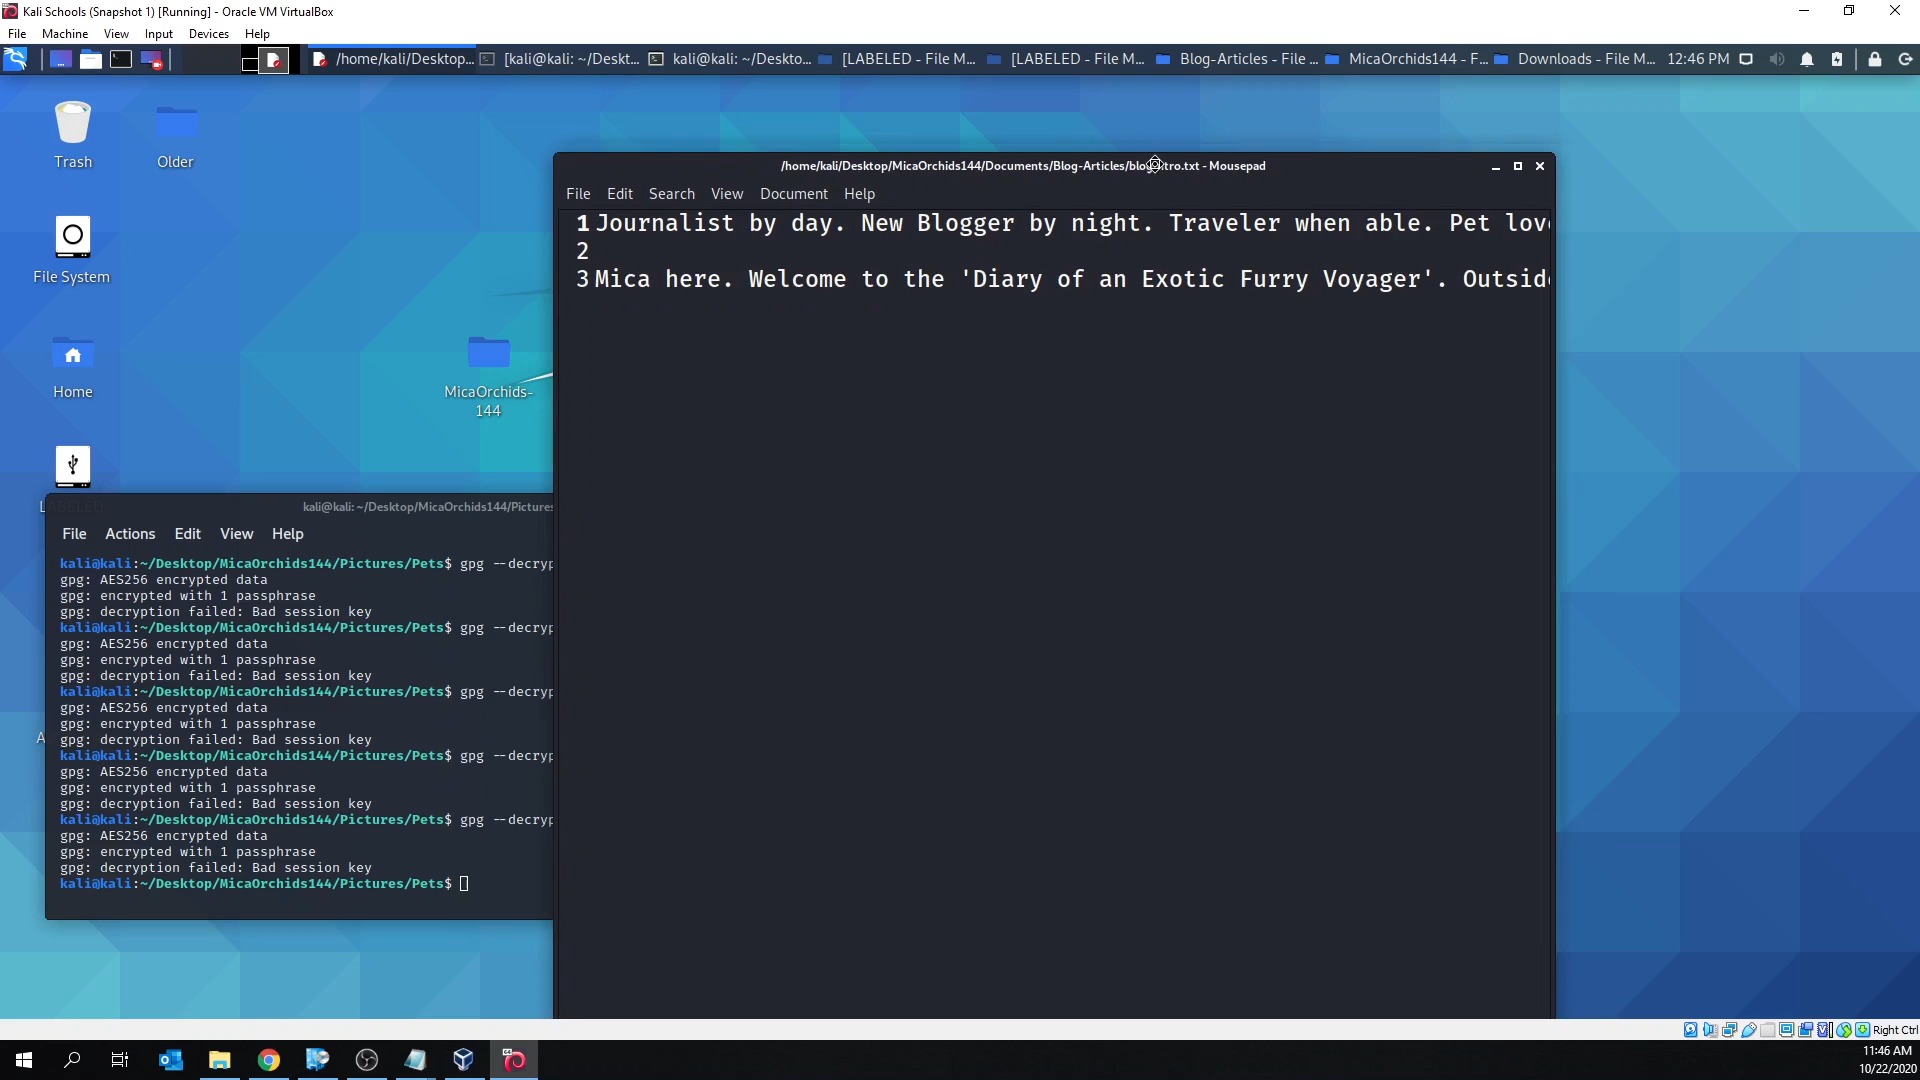 Kali Schools (Snapshot 1) [Running] - Oracle VM VirtualBox
File Machine View Input Devices Help
/home/kali/Desktop... [kali@kali: ~/Deskt... kali@kali: ~/Deskto... [LABELED - File M... [LABELED - File M... Blog-Articles - File ... MicaOrchids144 - F... Downloads - File M... 12:46 PM
Trash
Older
File System
Home
MicaOrchids-
144
/home/kali/Desktop/MicaOrchids144/Documents/Blog-Articles/blog tro.txt - Mousepad
File Edit Search View Document Help
1 Journalist by day. New Blogger by night. Traveler when able. Pet lov
2
3 Mica here. Welcome to the 'Diary of an Exotic Furry Voyager'. Outsid
kali@kali: ~/Desktop/MicaOrchids144/Pictures
File Actions Edit View Help
kali@kali:~/Desktop/MicaOrchids144/Pictures/Pets$ gpg --decryp
gpg: AES256 encrypted data
gpg: encrypted with 1 passphrase
gpg: decryption failed: Bad session key
kali@kali:~/Desktop/MicaOrchids144/Pictures/Pets$ gpg --decryp
gpg: AES256 encrypted data
gpg: encrypted with 1 passphrase
gpg: decryption failed: Bad session key
kali@kali:~/Desktop/MicaOrchids144/Pictures/Pets$ gpg --decryp
gpg: AES256 encrypted data
gpg: encrypted with 1 passphrase
gpg: decryption failed: Bad session key
kali@kali:~/Desktop/MicaOrchids144/Pictures/Pets$ gpg --decryp
gpg: AES256 encrypted data
gpg: encrypted with 1 passphrase
gpg: decryption failed: Bad session key
kali@kali:~/Desktop/MicaOrchids144/Pictures/Pets$ gpg --decryp
gpg: AES256 encrypted data
gpg: encrypted with 1 passphrase
gpg: decryption failed: Bad session key
kali@kali:~/Desktop/MicaOrchids144/Pictures/Pets$
Right Ctrl
11:46 AM
10/22/2020